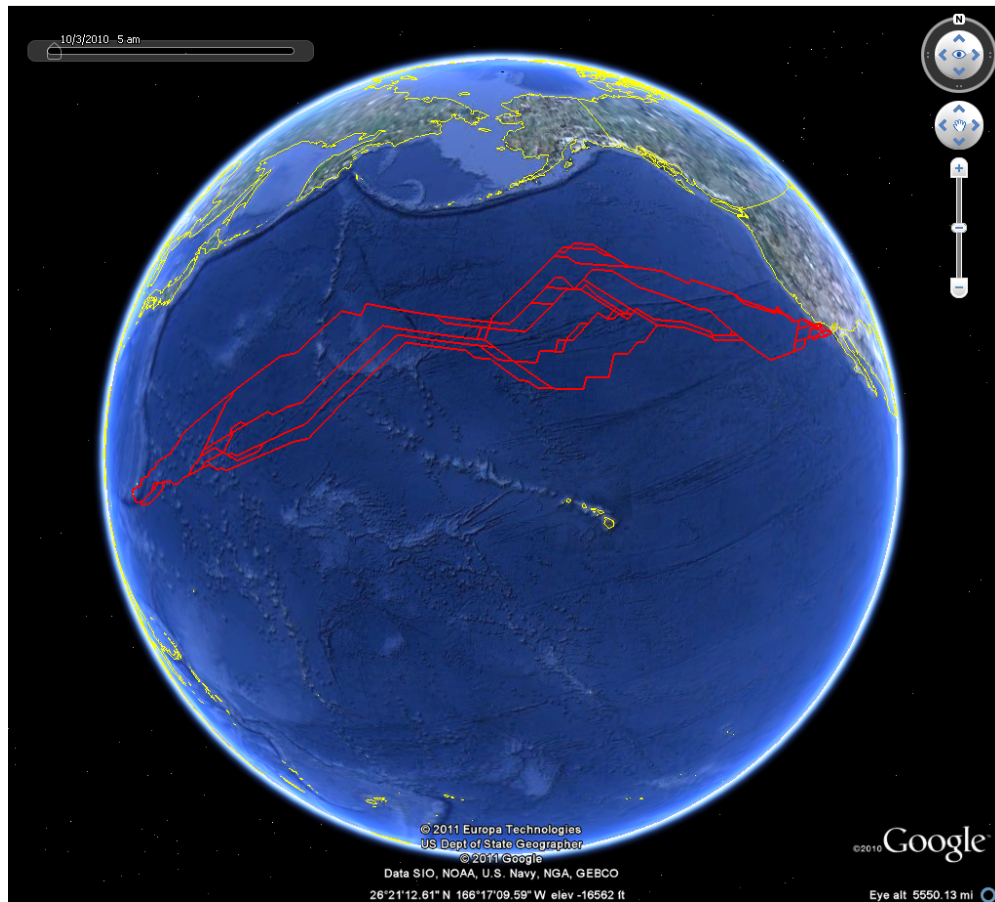 10/3/2010   5 am
N
© 2011 Europa Technologies
US Dept of State Geographer
© 2011 Google
Data SIO, NOAA, U.S. Navy, NGA, GEBCO
©2010 Google™
26°21'12.61" N  166°17'09.59" W  elev -16562 ft
Eye alt  5550.13 mi